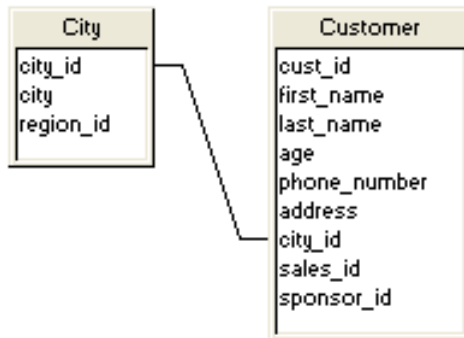 City
city_id
city
region_id
Customer
cust_id
first_name
last_name
age
phone_number
address
city_id
sales_id
sponsor_id